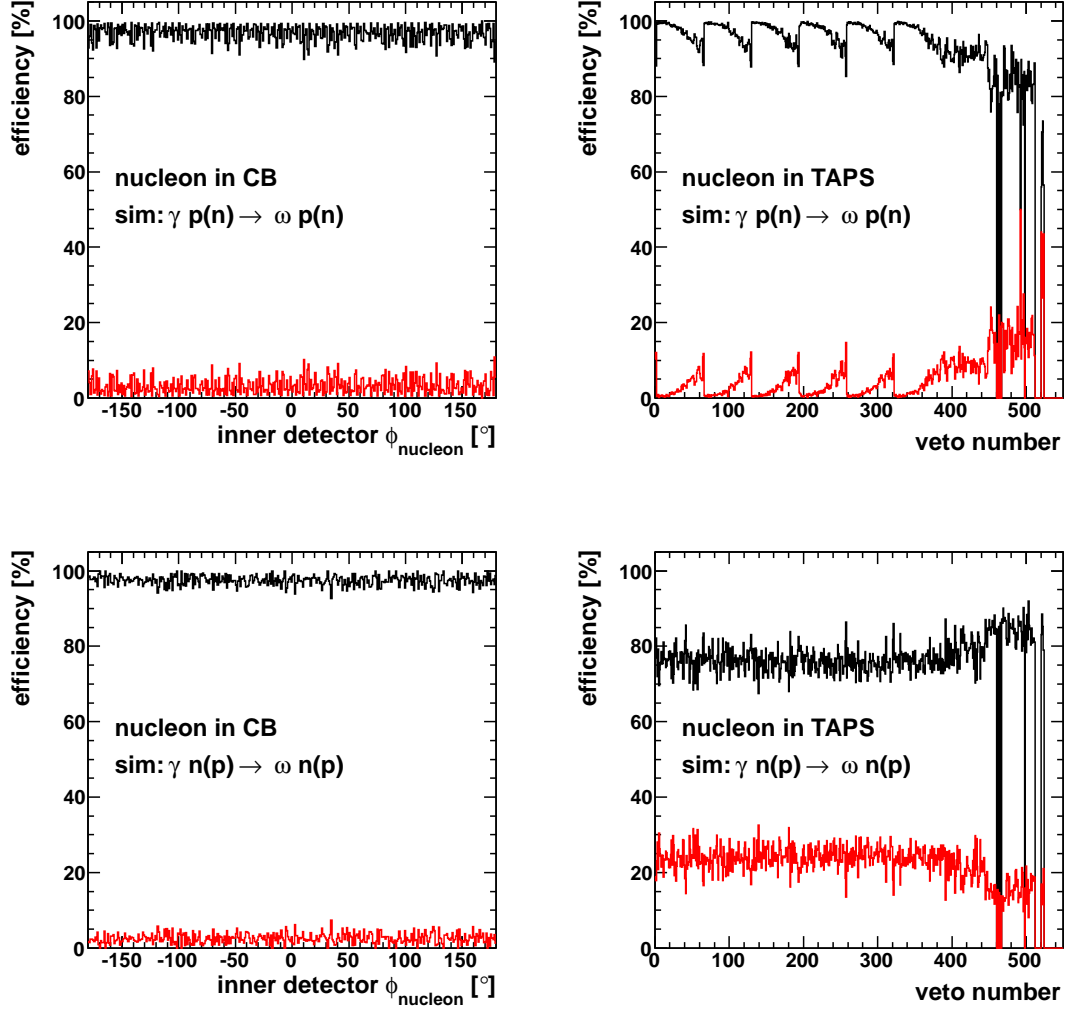 efficiency [%]
100
80
60
40
20
0
nucleon in CB
sim: γ p(n) → ω p(n)
-150 -100 -50 0 50 100 150
inner detector ϕnucleon [°]
efficiency [%]
100
80
60
40
20
0
nucleon in TAPS
sim: γ p(n) → ω p(n)
0 100 200 300 400 500
veto number
efficiency [%]
100
80
60
40
20
0
nucleon in CB
sim: γ n(p) → ω n(p)
-150 -100 -50 0 50 100 150
inner detector ϕnucleon [°]
efficiency [%]
100
80
60
40
20
0
nucleon in TAPS
sim: γ n(p) → ω n(p)
0 100 200 300 400 500
veto number